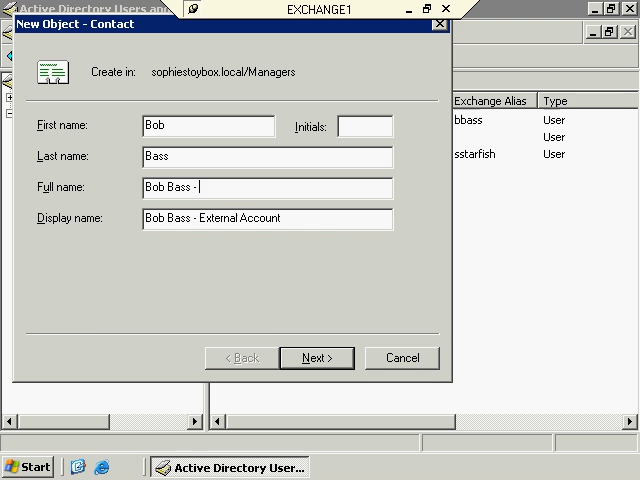 Active Directory Users and
EXCHANGE1
New Object - Contact
Create in: sophiestoybox.local/Managers
First name: Bob Initials:
Last name: Bass
Full name: Bob Bass -
Display name: Bob Bass - External Account
< Back Next > Cancel
Exchange Alias Type
bbass User
User
sstarfish User
Start Active Directory User...